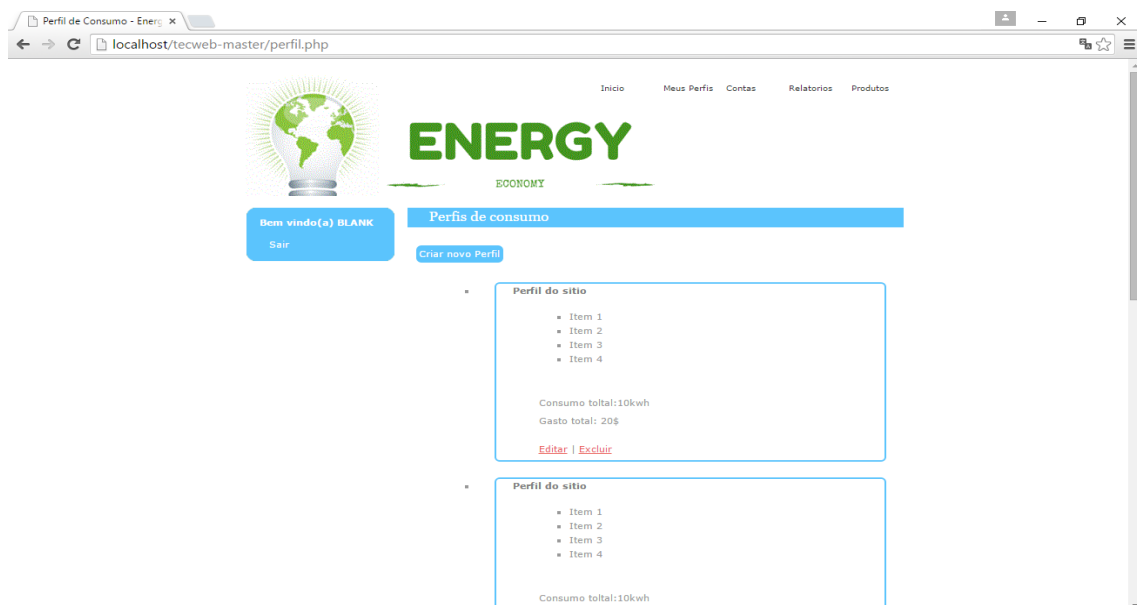 Perfil de Consumo - Energ
localhost/tecweb-master/perfil.php
Inicio Meus Perfis Contas Relatorios Produtos
ENERGY
ECONOMY
Bem vindo(a) BLANK
Sair
Perfis de consumo
Criar novo Perfil
Perfil do sitio
Item 1
Item 2
Item 3
Item 4
Consumo toltal:10kwh
Gasto total: 20$
Editar | Excluir
Perfil do sitio
Item 1
Item 2
Item 3
Item 4
Consumo toltal:10kwh